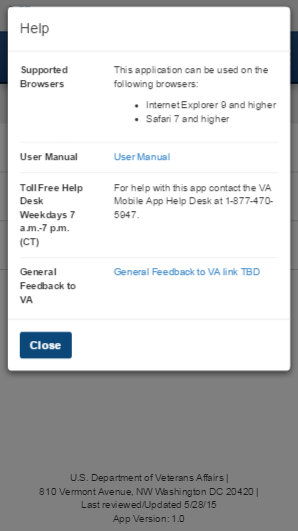 Help
Supported
Browsers
This application can be used on the
following browsers:
• Internet Explorer 9 and higher
• Safari 7 and higher
User Manual
User Manual
Toll Free Help
Desk
Weekdays 7
a.m.-7 p.m.
(CT)
For help with this app contact the VA
Mobile App Help Desk at 1-877-470-
5947.
General
Feedback to
VA
General Feedback to VA link TBD
Close
U.S. Department of Veterans Affairs |
810 Vermont Avenue, NW Washington DC 20420 |
Last reviewed/Updated 5/28/15
App Version: 1.0